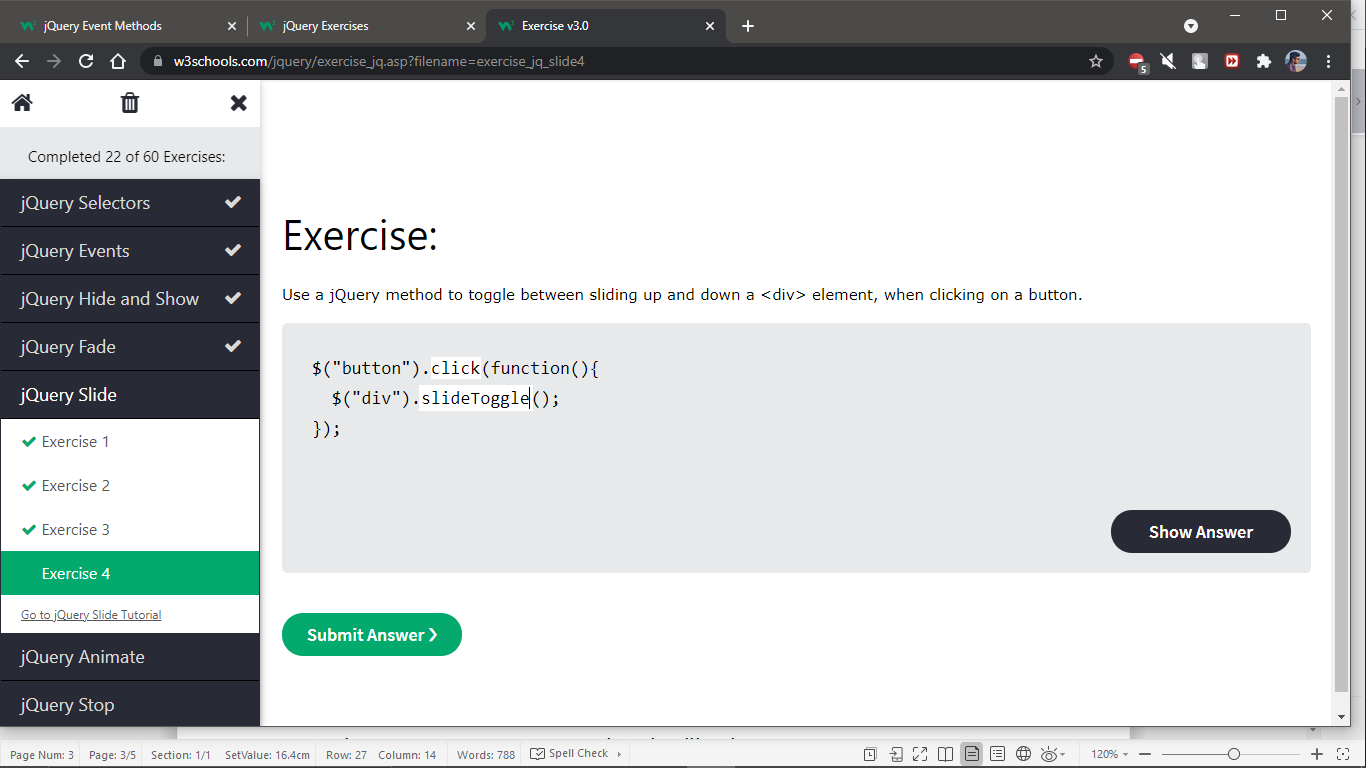 jQuery Event Methods
jQuery Exercises
Exercise v3.0
w3schools.com/jquery/exercise_jq.asp?filename=exercise_jq_slide4
5
Completed 22 of 60 Exercises:
jQuery Selectors
jQuery Events
jQuery Hide and Show
jQuery Fade
jQuery Slide
Exercise 1
Exercise 2
Exercise 3
Exercise 4
Go to jQuery Slide Tutorial
jQuery Animate
jQuery Stop
Exercise:
Use a jQuery method to toggle between sliding up and down a <div> element, when clicking on a button.
$("button").click(function(){
$("div").slideToggle();
});
Show Answer
Submit Answer ❯
Page Num: 3 Page: 3/5 Section: 1/1 SetValue: 16.4cm Row: 27 Column: 14 Words: 788 Spell Check 120%